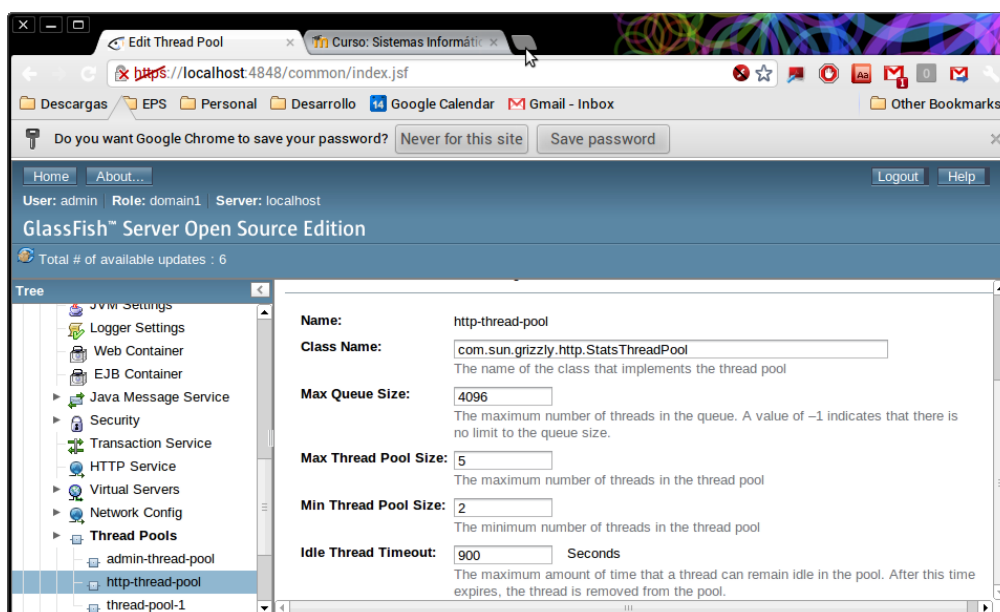 Edit Thread Pool
Curso: Sistemas Informátic
https://localhost:4848/common/index.jsf
Aa
1
0
Descargas EPS Personal Desarrollo 14 Google Calendar Gmail - Inbox Other Bookmarks
Do you want Google Chrome to save your password? Never for this site Save password
Home About... Logout Help
User: admin Role: domain1 Server: localhost
GlassFish™ Server Open Source Edition
Total # of available updates : 6
Tree
JVM Settings
Logger Settings
Web Container
EJB Container
Java Message Service
Security
Transaction Service
HTTP Service
Virtual Servers
Network Config
Thread Pools
admin-thread-pool
http-thread-pool
thread-pool-1
Name: http-thread-pool
Class Name: com.sun.grizzly.http.StatsThreadPool
The name of the class that implements the thread pool
Max Queue Size: 4096
The maximum number of threads in the queue. A value of –1 indicates that there is
no limit to the queue size.
Max Thread Pool Size: 5
The maximum number of threads in the thread pool
Min Thread Pool Size: 2
The minimum number of threads in the thread pool
Idle Thread Timeout: 900 Seconds
The maximum amount of time that a thread can remain idle in the pool. After this time
expires, the thread is removed from the pool.